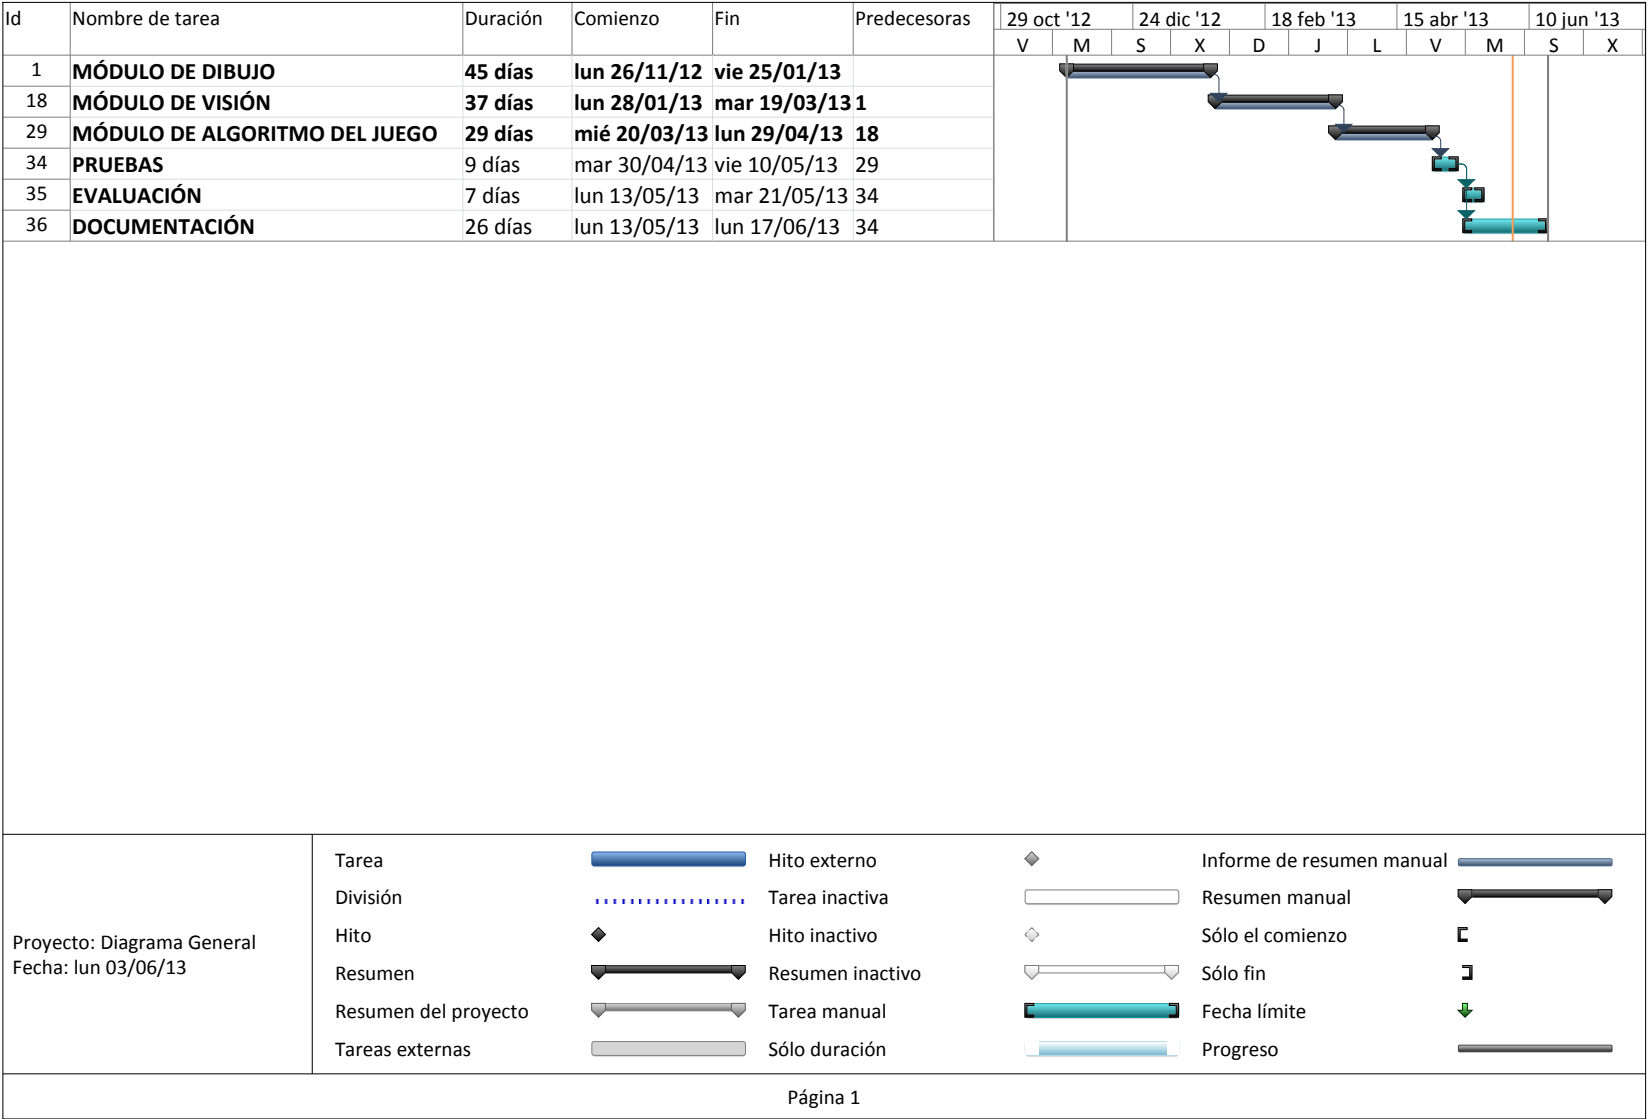 Id Nombre de tarea Duración Comienzo Fin Predecesoras 29 oct '12 24 dic '12 18 feb '13 15 abr '13 10 jun '13
V M S X D J L V M S X
1 MÓDULO DE DIBUJO 45 días lun 26/11/12 vie 25/01/13
18 MÓDULO DE VISIÓN 37 días lun 28/01/13 mar 19/03/13 1
29 MÓDULO DE ALGORITMO DEL JUEGO 29 días mié 20/03/13 lun 29/04/13 18
34 PRUEBAS 9 días mar 30/04/13 vie 10/05/13 29
35 EVALUACIÓN 7 días lun 13/05/13 mar 21/05/13 34
36 DOCUMENTACIÓN 26 días lun 13/05/13 lun 17/06/13 34
Proyecto: Diagrama General
Fecha: lun 03/06/13
Tarea Hito externo Informe de resumen manual
División Tarea inactiva Resumen manual
Hito Hito inactivo Sólo el comienzo
Resumen Resumen inactivo Sólo fin
Resumen del proyecto Tarea manual Fecha límite
Tareas externas Sólo duración Progreso
Página 1